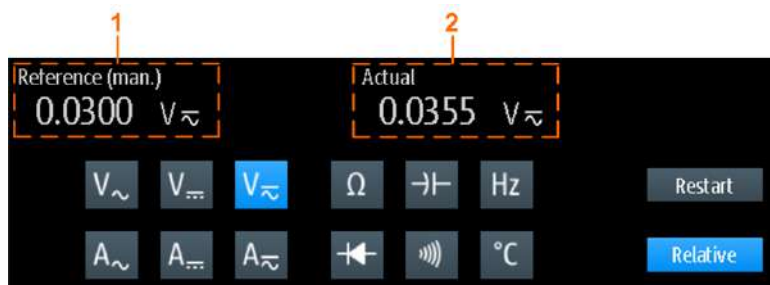 1 2
Reference (man.) Actual
0.0300 V⏦ 0.0355 V⏦
V~ V⎓ V⏦ Ω ⊣⊢ Hz Restart
A~ A⎓ A⏦ °C Relative